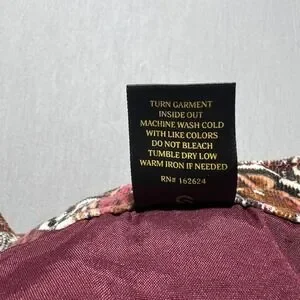 TURN GARMENT
INSIDE OUT
MACHINE WASH COLD
WITH LIKE COLORS
DO NOT BLEACH
TUMBLE DRY LOW
WARM IRON IF NEEDED
RN# 162624